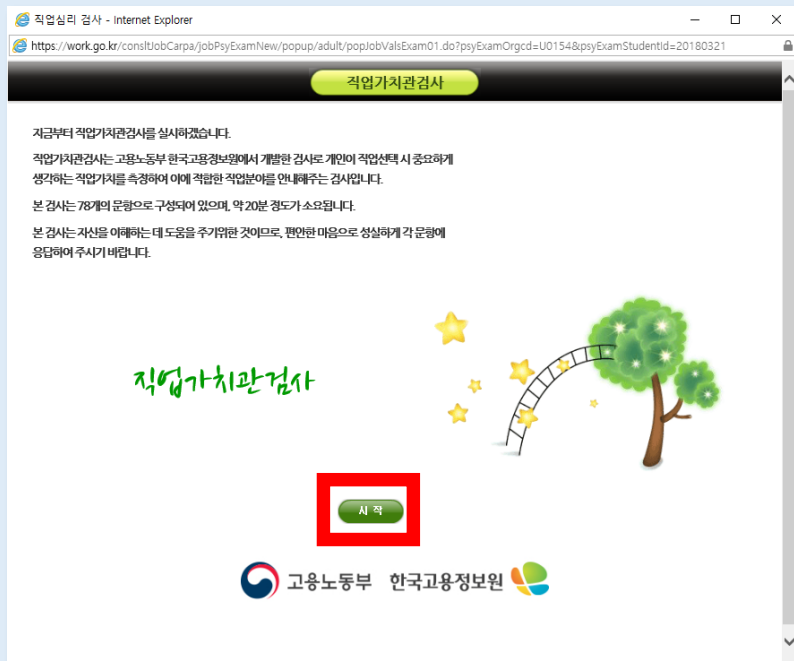 직업심리 검사 - Internet Explorer
https://work.go.kr/consltJobCarpa/jobPsyExamNew/popup/adult/popJobValsExam01.do?psyExamOrgcd=U0154&psyExamStudentId=20180321
직업가치관검사
지금부터 직업가치관검사를 실시하겠습니다.
직업가치관검사는 고용노동부 한국고용정보원에서 개발한 검사로 개인이 직업선택 시 중요하게
생각하는 직업가치를 측정하여 이에 적합한 직업분야를 안내해주는 검사입니다.
본 검사는 78개의 문항으로 구성되어 있으며, 약 20분 정도가 소요됩니다.
본 검사는 자신을 이해하는 데 도움을 주기위한 것이므로, 편안한 마음으로 성실하게 각 문항에
응답하여 주시기 바랍니다.
직업가치관검사
시 작
고용노동부 한국고용정보원